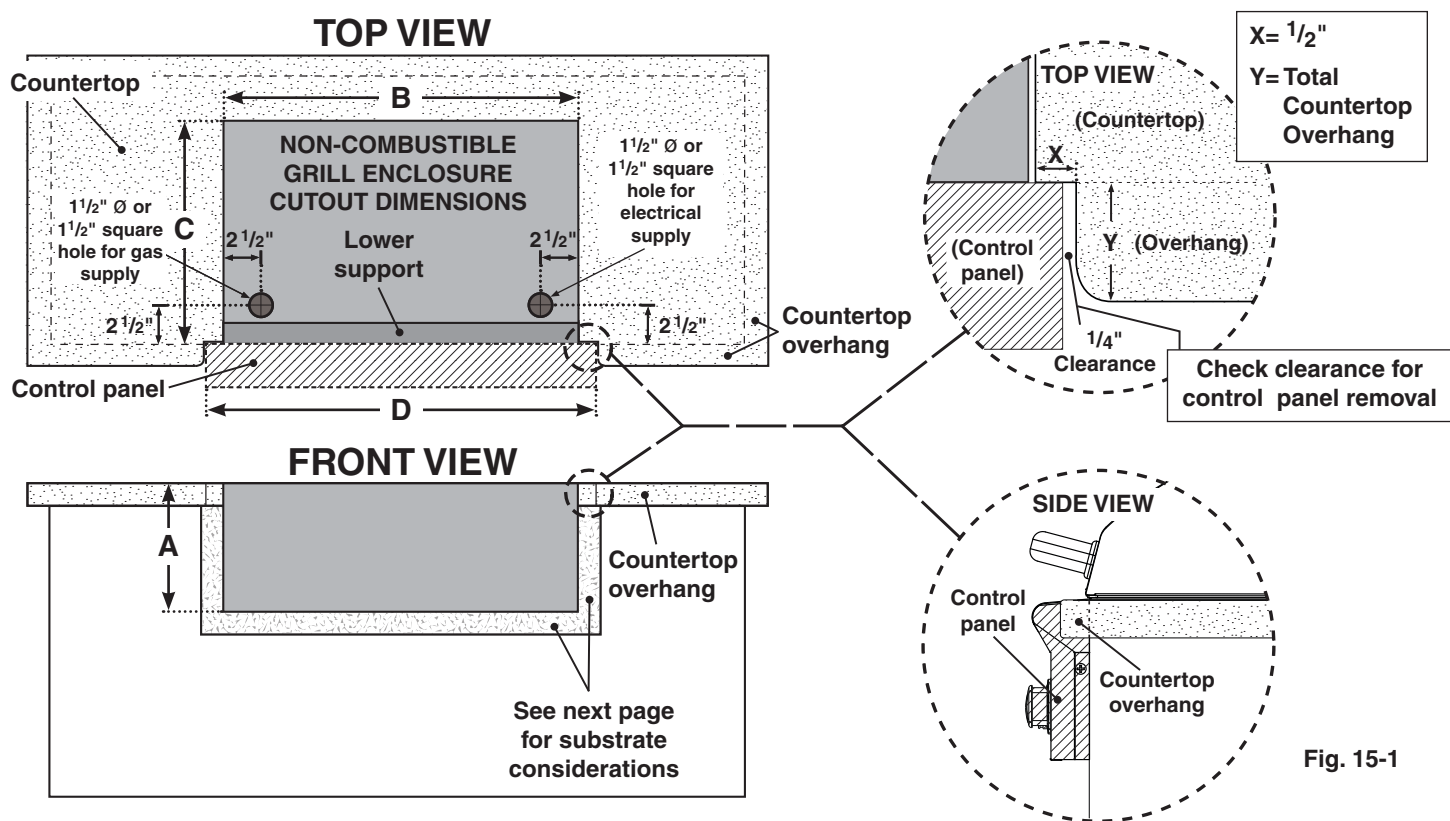 TOP VIEW
Countertop
B
NON-COMBUSTIBLE
GRILL ENCLOSURE
CUTOUT DIMENSIONS
1 1/2" Ø or
1 1/2" square
hole for gas
supply
C
2 1/2"
Lower
support
2 1/2"
1 1/2" Ø or
1 1/2" square
hole for
electrical
supply
2 1/2"
2 1/2"
Countertop
overhang
Control panel
D
TOP VIEW
(Countertop)
X
(Control
panel)
Y (Overhang)
1/4"
Clearance
X= 1/2"
Y= Total
Countertop
Overhang
Check clearance for
control panel removal
FRONT VIEW
A
Countertop
overhang
See next page
for substrate
considerations
SIDE VIEW
Control
panel
Countertop
overhang
Fig. 15-1